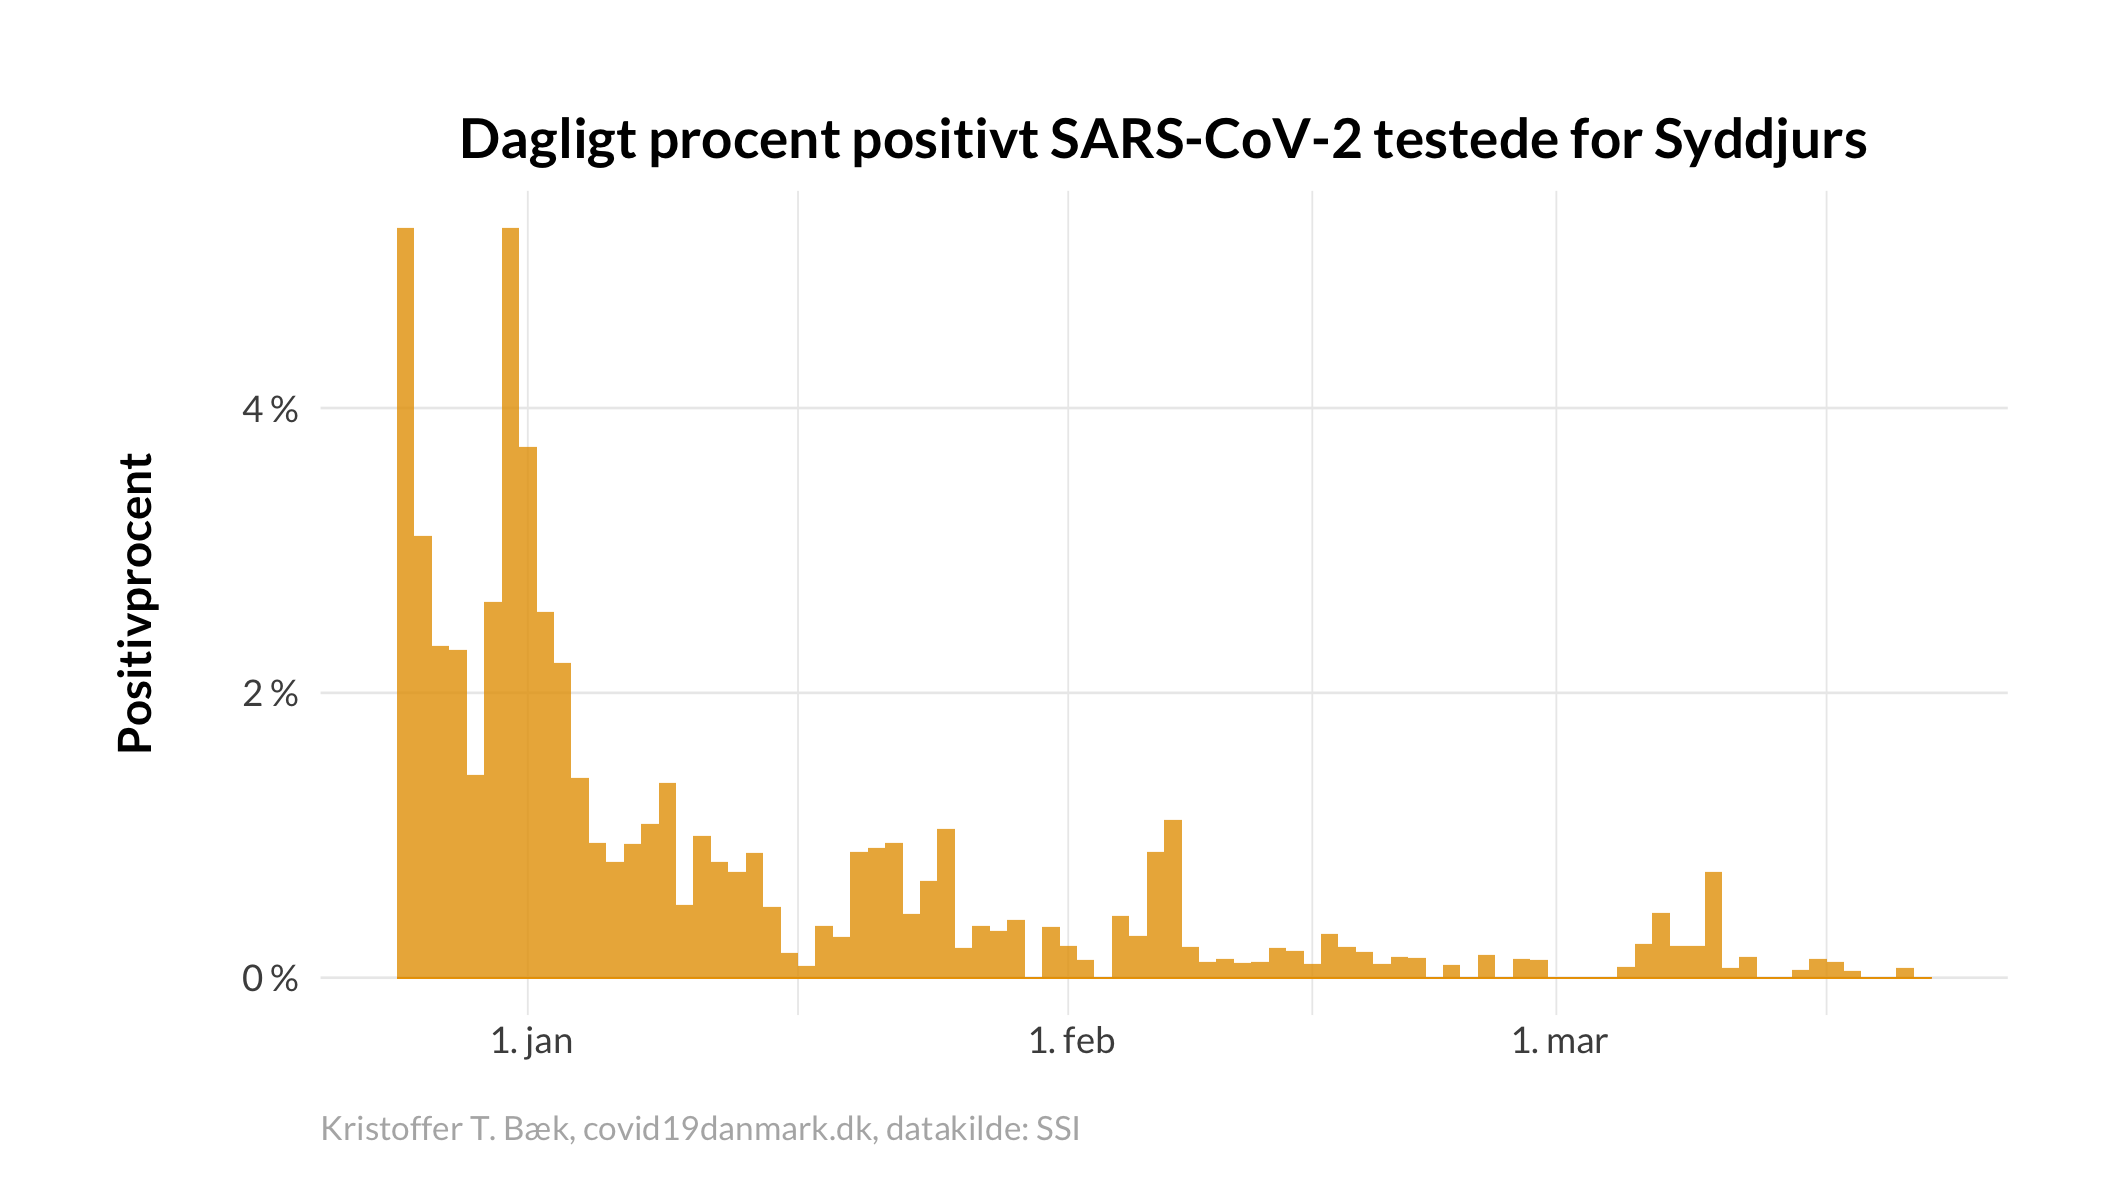 Dagligt procent positivt SARS-CoV-2 testede for Syddjurs
Positivprocent
4 %
2 %
0 %
1. jan
1. feb
1. mar
Kristoffer T. Bæk, covid19danmark.dk, datakilde: SSI